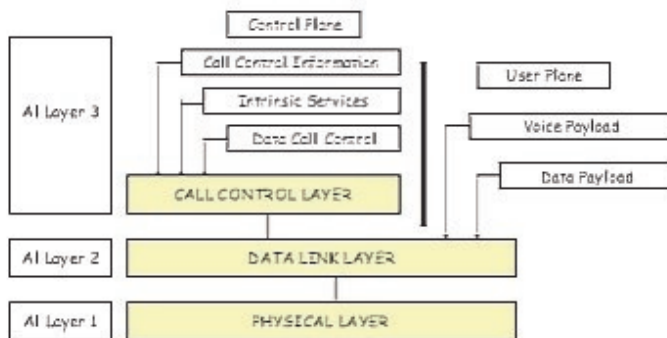 Control Plane
Call Control Information
User Plane
Intrinsic Services
AI Layer 3
Voice Payload
Data Call Control
Data Payload
CALL CONTROL LAYER
AI Layer 2
DATA LINK LAYER
AI Layer 1
PHYSICAL LAYER